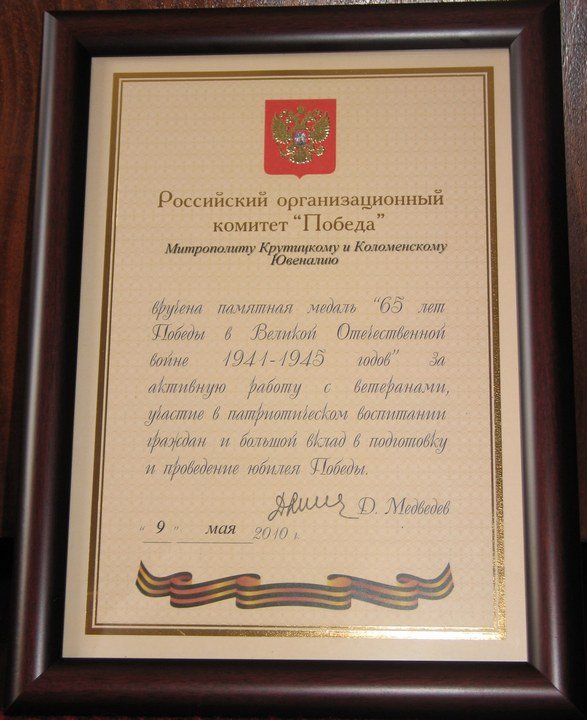 Российский организационный
комитет "Победа"
Митрополиту Крутицкому и Коломенскому
Ювеналию
вручена памятная медаль "65 лет
Победы в Великой Отечественной
войне 1941-1945 годов" за
активную работу с ветеранами,
участие в патриотическом воспитании
граждан и большой вклад в подготовку
и проведение юбилея Победы.
Д. Медведев
" 9 " мая 2010 г.